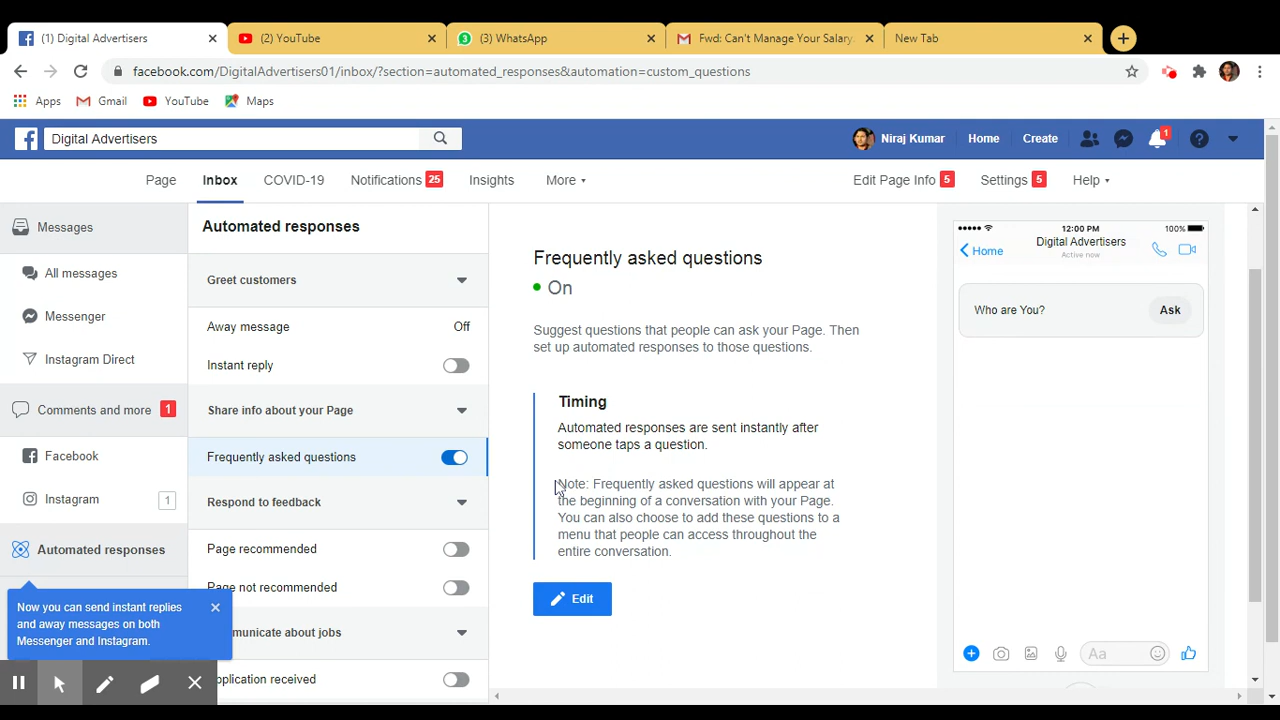 (1) Digital Advertisers
(2) YouTube
(3) WhatsApp
Fwd: Can't Manage Your Salary
New Tab
facebook.com/DigitalAdvertisers01/inbox/?section=automated_responses&automation=custom_questions
Apps
Gmail
YouTube
Maps
Digital Advertisers
Niraj Kumar
Home
Create
1
Page
Inbox
COVID-19
Notifications 25
Insights
More
Edit Page Info 5
Settings 5
Help
Messages
All messages
Messenger
Instagram Direct
Comments and more 1
Facebook
Instagram 1
Automated responses
Now you can send instant replies
and away messages on both
Messenger and Instagram.
Automated responses
Greet customers
Away message Off
Instant reply
Share info about your Page
Frequently asked questions
Respond to feedback
Page recommended
Page not recommended
municate about jobs
pplication received
Frequently asked questions
On
Suggest questions that people can ask your Page. Then
set up automated responses to those questions.
Timing
Automated responses are sent instantly after
someone taps a question.
Note: Frequently asked questions will appear at
the beginning of a conversation with your Page.
You can also choose to add these questions to a
menu that people can access throughout the
entire conversation.
Edit
12:00 PM
100%
Home
Digital Advertisers
Active now
Who are You?
Ask
Aa